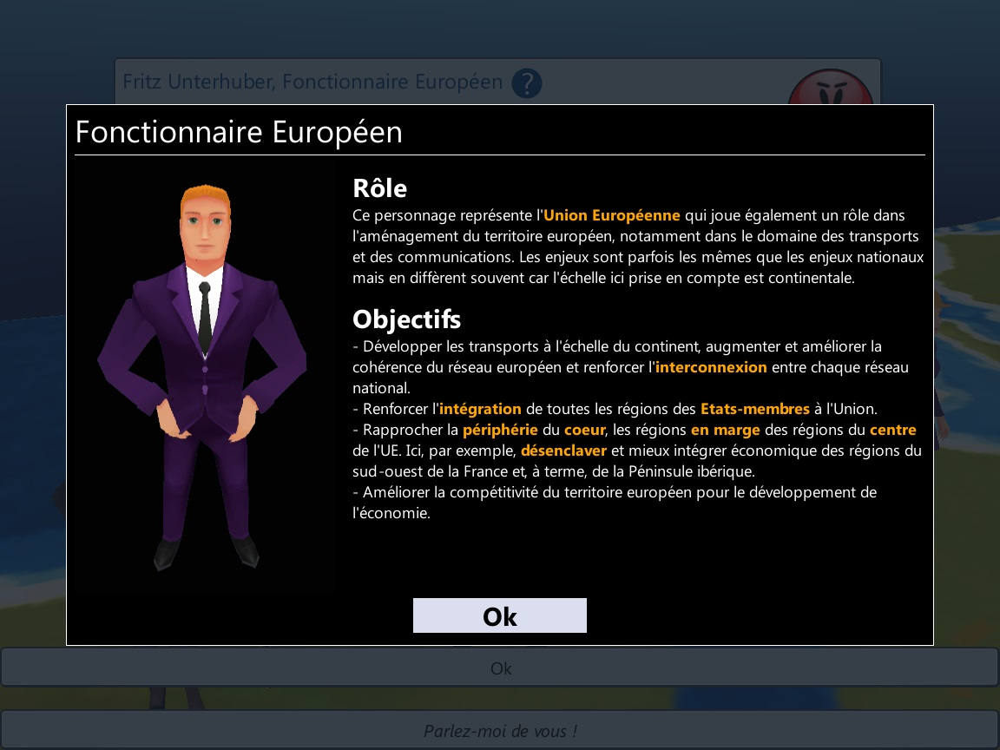 Fritz Unterhuber, Fonctionnaire Européen ?
Fonctionnaire Européen
Rôle
Ce personnage représente l'Union Européenne qui joue également un rôle dans
l'aménagement du territoire européen, notamment dans le domaine des transports
et des communications. Les enjeux sont parfois les mêmes que les enjeux nationaux
mais en diffèrent souvent car l'échelle ici prise en compte est continentale.
Objectifs
- Développer les transports à l'échelle du continent, augmenter et améliorer la
cohérence du réseau européen et renforcer l'interconnexion entre chaque réseau
national.
- Renforcer l'intégration de toutes les régions des Etats-membres à l'Union.
- Rapprocher la périphérie du coeur, les régions en marge des régions du centre
de l'UE. Ici, par exemple, désenclaver et mieux intégrer économique des régions du
sud-ouest de la France et, à terme, de la Péninsule ibérique.
- Améliorer la compétitivité du territoire européen pour le développement de
l'économie.
Ok
Ok
Parlez-moi de vous !